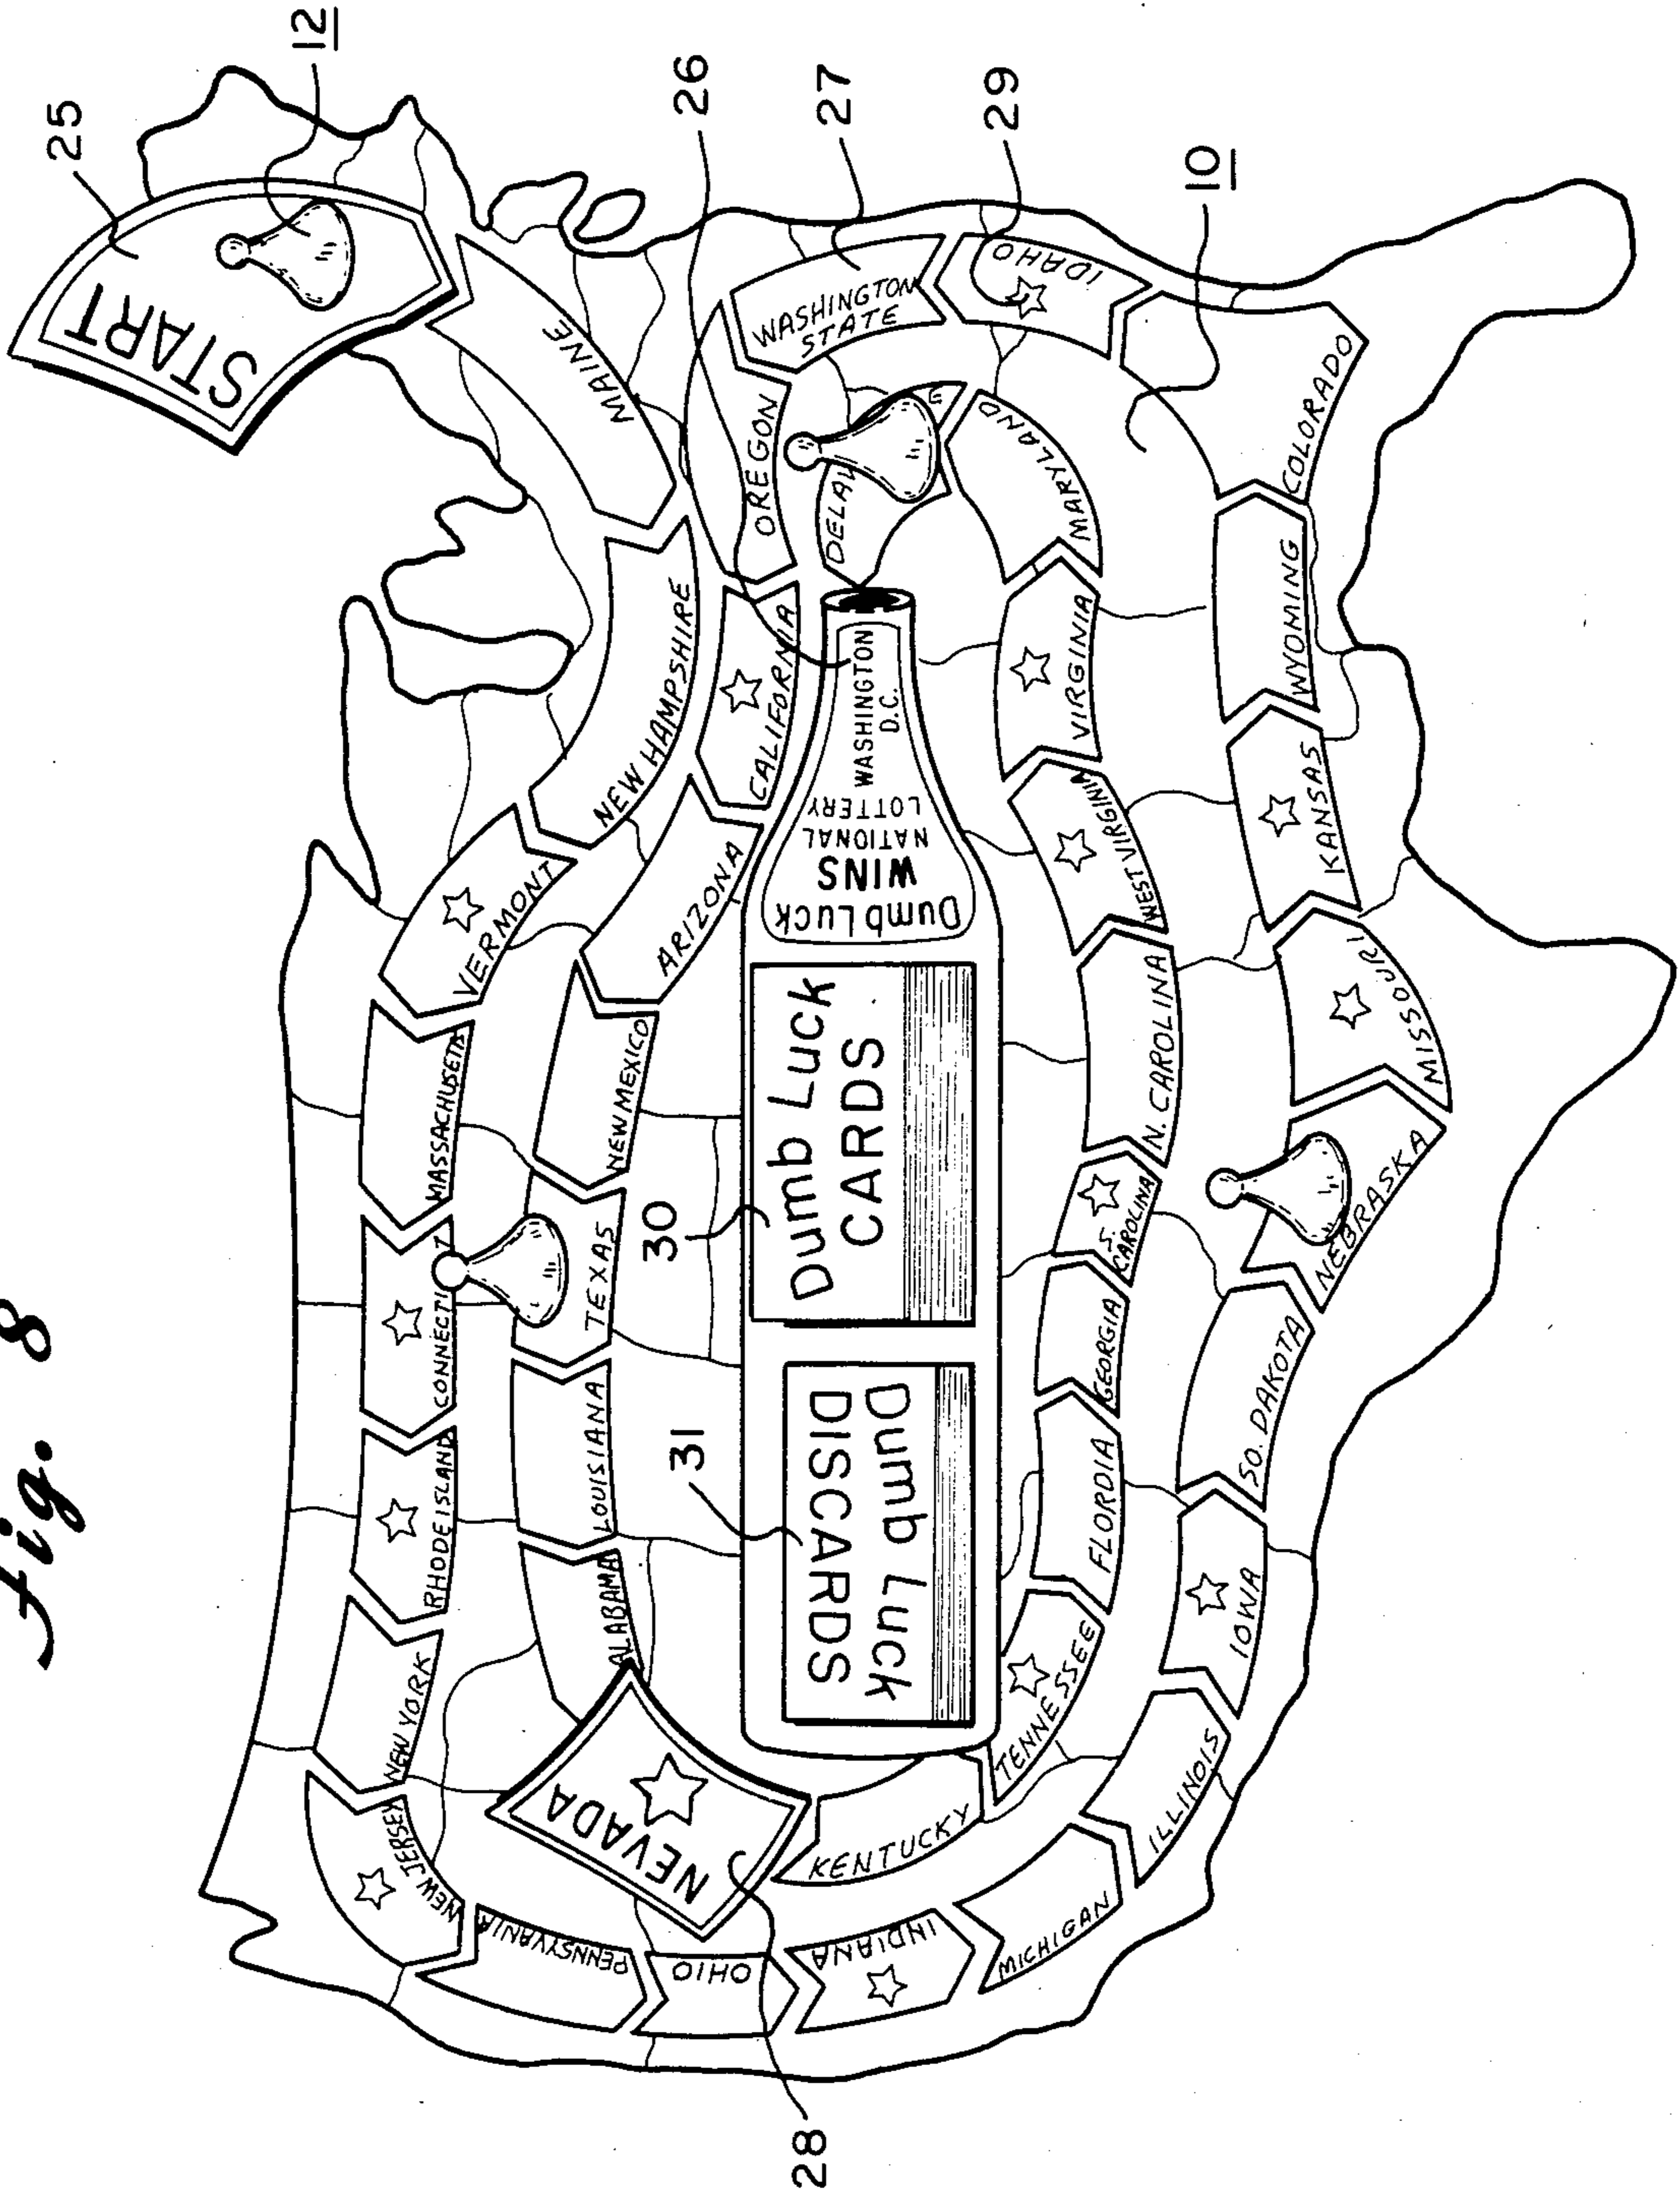 Fig. 8
25
START
12
MAINE
NEW HAMPSHIRE
VERMONT
MASSACHUSETTS
CONNECTI T
RHODE ISLAND
NEW YORK
NEW JERSEY
PENNSYVANIA
OHIO
INDIANA
MICHIGAN
ILLINOIS
IOWA
SO. DAKOTA
NEBRASKA
MISSOURI
KANSAS
WYOMING
COLORADO
IDAHO
WASHINGTON
STATE
OREGON
CALIFORNIA
ARIZONA
NEW MEXICO
TEXAS
LOUISIANA
ALABAMA
NEVADA
KENTUCKY
TENNESSEE
FLORDIA
GEORGIA
S.
CAROLINA
N. CAROLINA
WEST VIRGINIA
VIRGINIA
MARYLAND
DELA E
WASHINGTON
D.C.
Dumb Luck
WINS
NATIONAL
LOTTERY
Dumb Luck
CARDS
Dumb Luck
DISCARDS
26
27
29
10
30
31
28